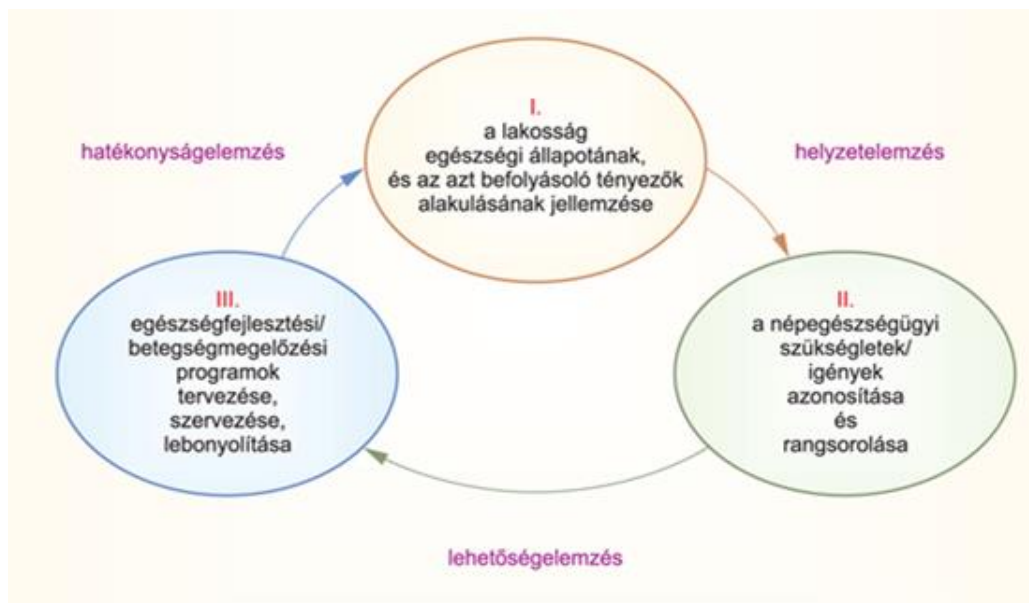 I.
a lakosság
egészségi állapotának,
és az azt befolyásoló tényezők
alakulásának jellemzése
hatékonyságelemzés
helyzetelemzés
III.
egészségfejlesztési/
betegségmegelőzési
programok
tervezése,
szervezése,
lebonyolítása
II.
a népegészségügyi
szükségletek/
igények
azonosítása
és
rangsorolása
lehetőségelemzés